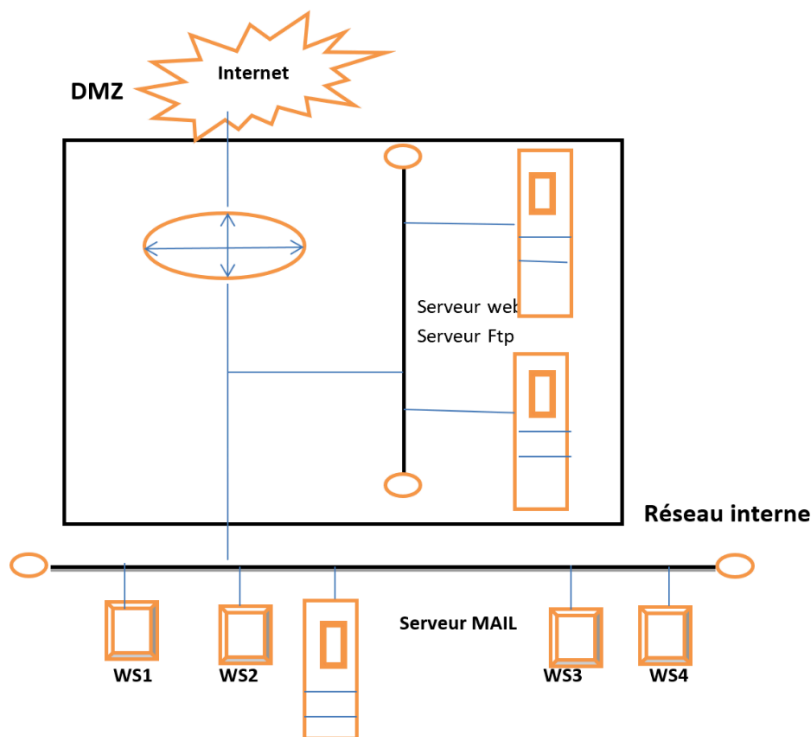 Internet
DMZ
Serveur web
Serveur Ftp
Réseau interne
Serveur MAIL
WS1
WS2
WS3
WS4